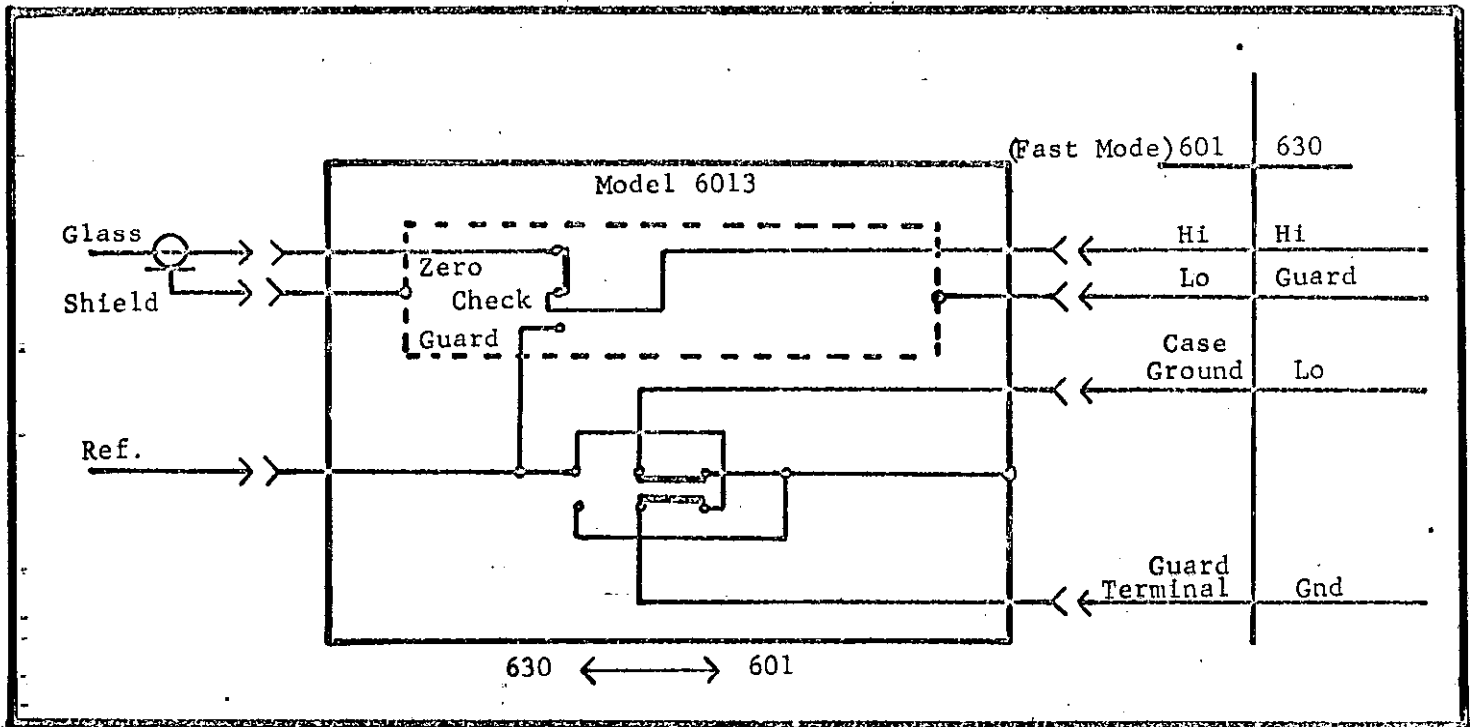 (Fast Mode) 601 630
Model 6013
Glass
Hi Hi
Zero
Lo Guard
Check
Shield
Guard
Case
Ground Lo
Ref.
Guard
Terminal Gnd
630 601